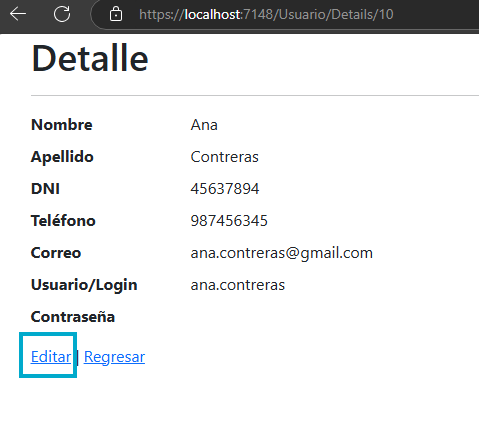 https://localhost:7148/Usuario/Details/10
Detalle
Nombre Ana
Apellido Contreras
DNI 45637894
Teléfono 987456345
Correo ana.contreras@gmail.com
Usuario/Login ana.contreras
Contraseña
Editar | Regresar